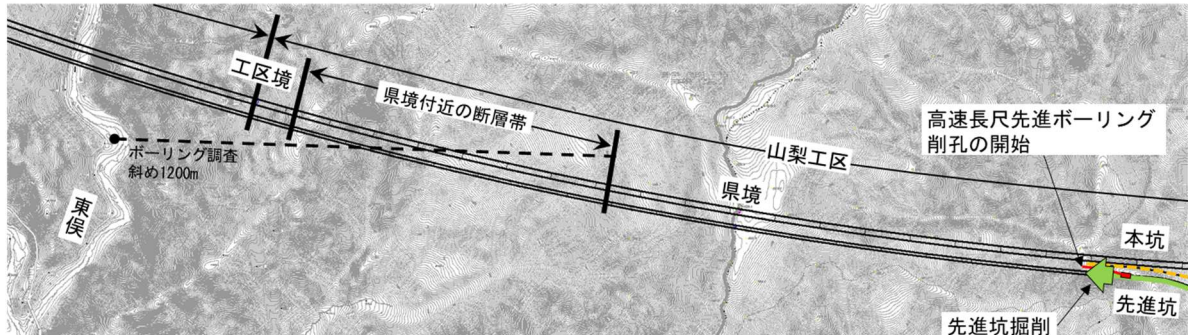 工区境
県境付近の断層帯
高速長尺先進ボーリング
削孔の開始
山梨工区
ボーリング調査
斜め1200m
県境
東俣
本坑
先進坑
先進坑掘削